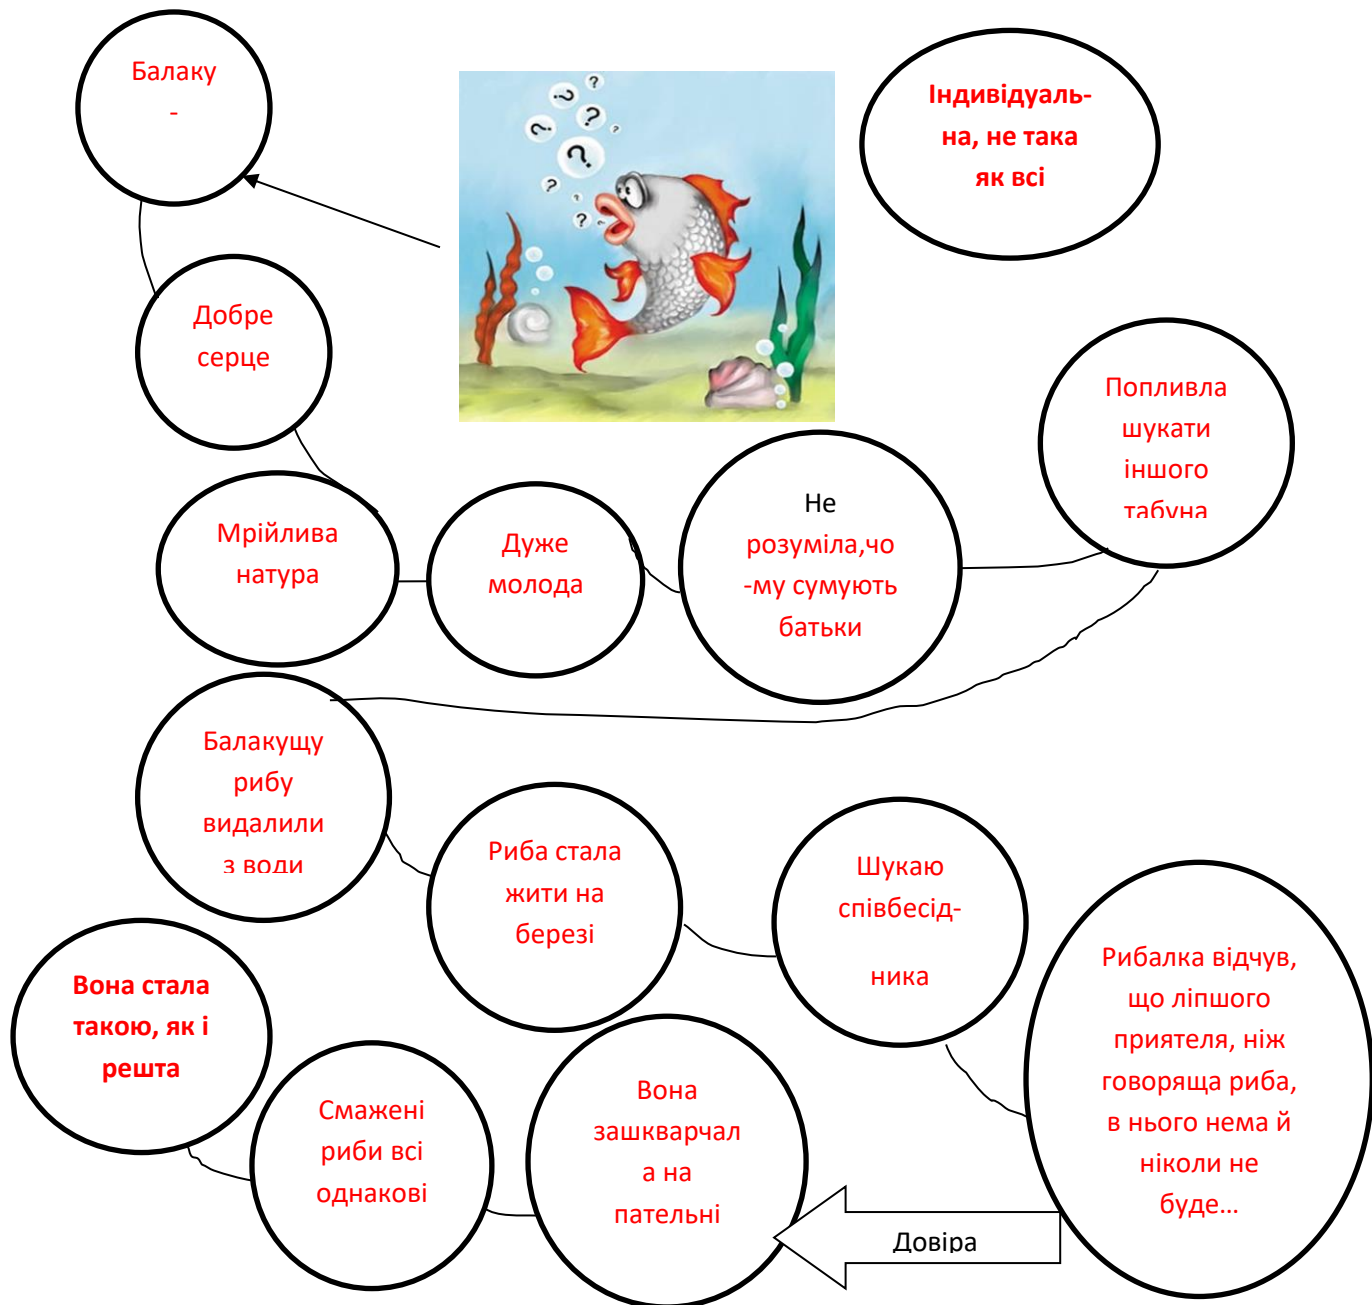 Балаку
-
Індивідуаль-
на, не така
як всі
Добре
серце
Попливла
шукати
іншого
табуна
Мрійлива
натура
Дуже
молода
Не
розуміла,чо
-му сумують
батьки
Балакущу
рибу
видалили
з води
Риба стала
жити на
березі
Шукаю
співбесід-
ника
Рибалка відчув,
що ліпшого
приятеля, ніж
говоряща риба,
в нього нема й
ніколи не
буде...
Довіра
Вона
зашкварчал
а на
пательні
Смажені
риби всі
однакові
Вона стала
такою, як і
решта
? ? ? ? ? ? ? ? ?